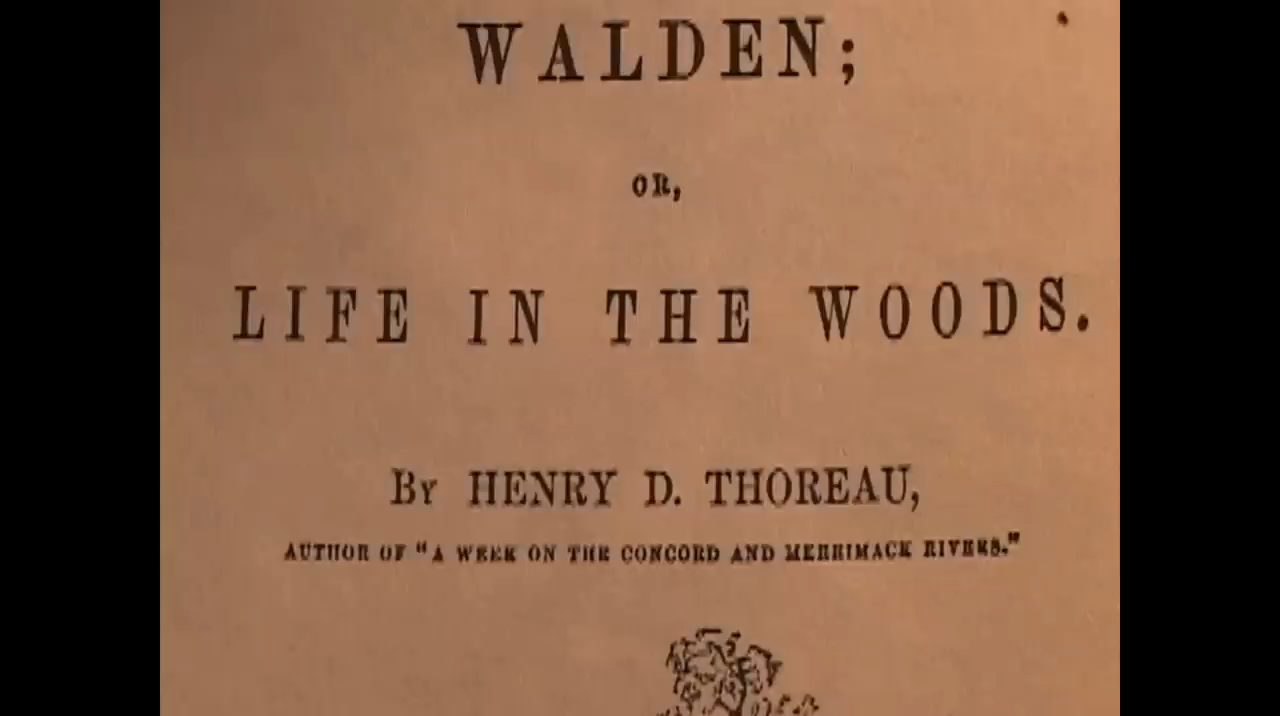 WALDEN;
OR,
LIFE IN THE WOODS.
BY HENRY D. THOREAU,
AUTHOR OF "A WEEK ON THE CONCORD AND MERRIMACK RIVERS."